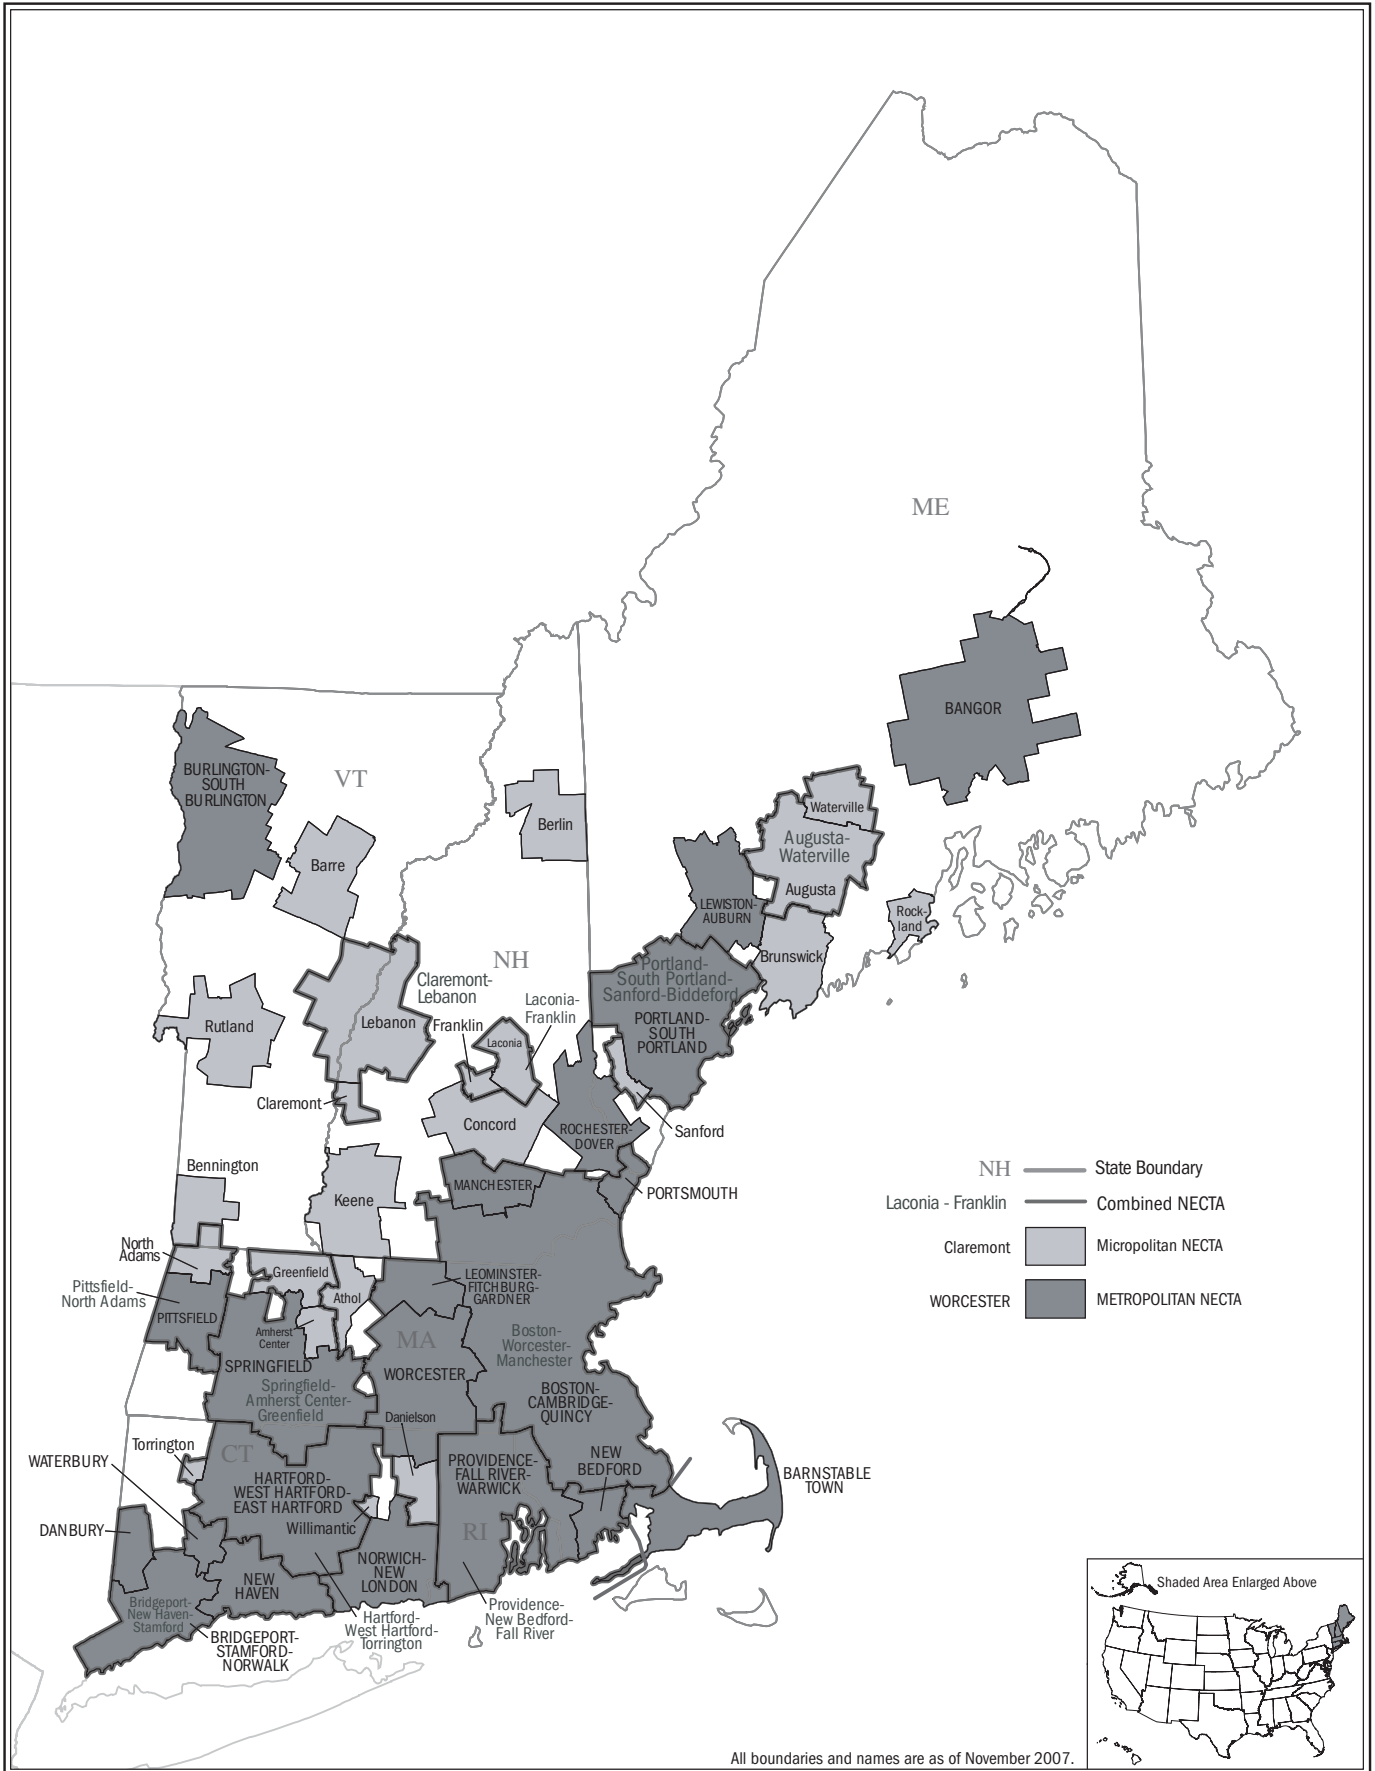 ME
BANGOR
BURLINGTON-
SOUTH
BURLINGTON
VT
Berlin
Barre
Waterville
Augusta-
Waterville
Augusta
LEWISTON-
AUBURN
Rock-
land
Brunswick
NH
Claremont-
Lebanon
Portland-
South Portland-
Sanford-Biddeford
Laconia-
Franklin
Rutland
Lebanon
Franklin
Laconia
PORTLAND-
SOUTH
PORTLAND
Claremont
Concord
ROCHESTER-
DOVER
Sanford
Bennington
Keene
MANCHESTER
PORTSMOUTH
NH
State Boundary
Laconia - Franklin
Combined NECTA
Claremont
Micropolitan NECTA
WORCESTER
METROPOLITAN NECTA
North
Adams
Pittsfield-
North Adams
Greenfield
Athol
LEOMINSTER-
FITCHBURG-
GARDNER
PITTSFIELD
Amherst
Center
MA
Boston-
Worcester-
Manchester
SPRINGFIELD
WORCESTER
Springfield-
Amherst Center-
Greenfield
BOSTON-
CAMBRIDGE-
QUINCY
Danielson
Torrington
CT
WATERBURY
HARTFORD-
WEST HARTFORD-
EAST HARTFORD
PROVIDENCE-
FALL RIVER-
WARWICK
NEW
BEDFORD
BARNSTABLE
TOWN
DANBURY
Willimantic
RI
NORWICH-
NEW
LONDON
NEW
HAVEN
Bridgeport-
New Haven-
Stamford
BRIDGEPORT-
STAMFORD-
NORWALK
Hartford-
West Hartford-
Torrington
Providence-
New Bedford-
Fall River
Shaded Area Enlarged Above
All boundaries and names are as of November 2007.